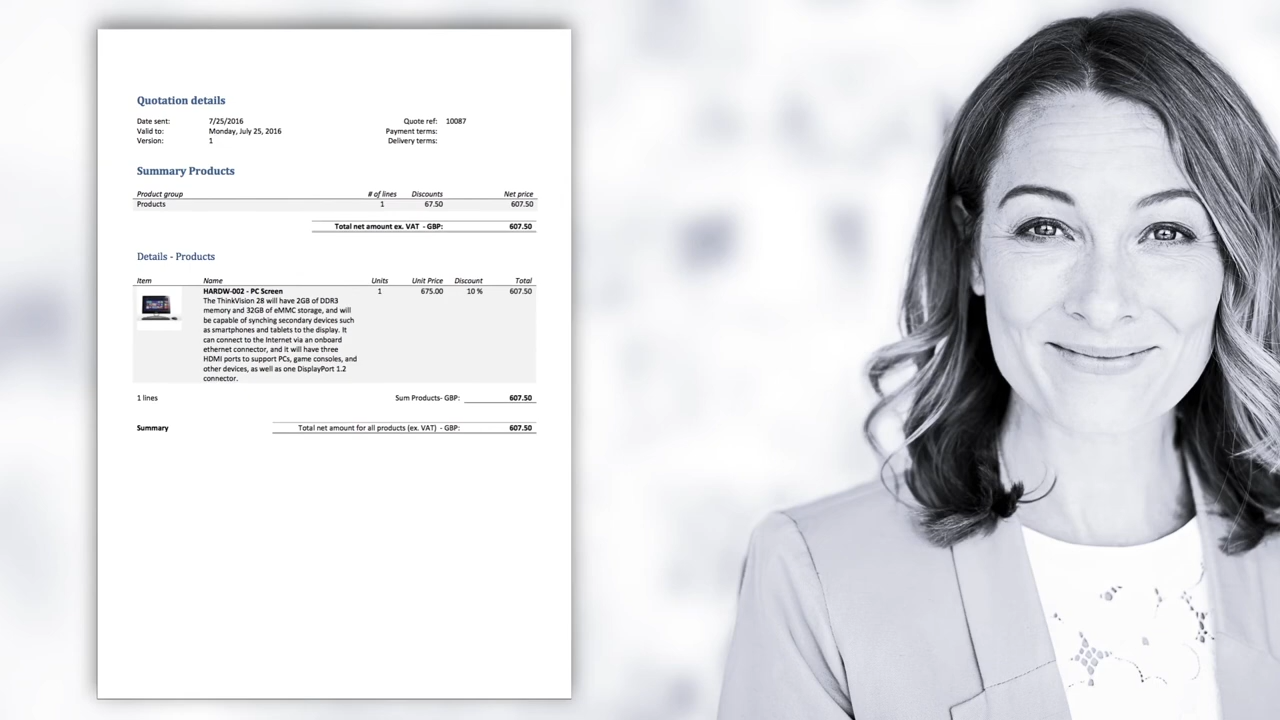 Quotation details
Date sent: 7/25/2016 Quote ref: 10087
Valid to: Monday, July 25, 2016 Payment terms:
Version: 1 Delivery terms:
Summary Products
Product group # of lines Discounts Net price
Products 1 67.50 607.50
Total net amount ex. VAT - GBP: 607.50
Details - Products
Item Name Units Unit Price Discount Total
HARDW-002 - PC Screen 1 675.00 10 % 607.50
The ThinkVision 28 will have 2GB of DDR3
memory and 32GB of eMMC storage, and will
be capable of synching secondary devices such
as smartphones and tablets to the display. It
can connect to the Internet via an onboard
ethernet connector, and it will have three
HDMI ports to support PCs, game consoles, and
other devices, as well as one DisplayPort 1.2
connector.
1 lines Sum Products- GBP: 607.50
Summary Total net amount for all products (ex. VAT) - GBP: 607.50